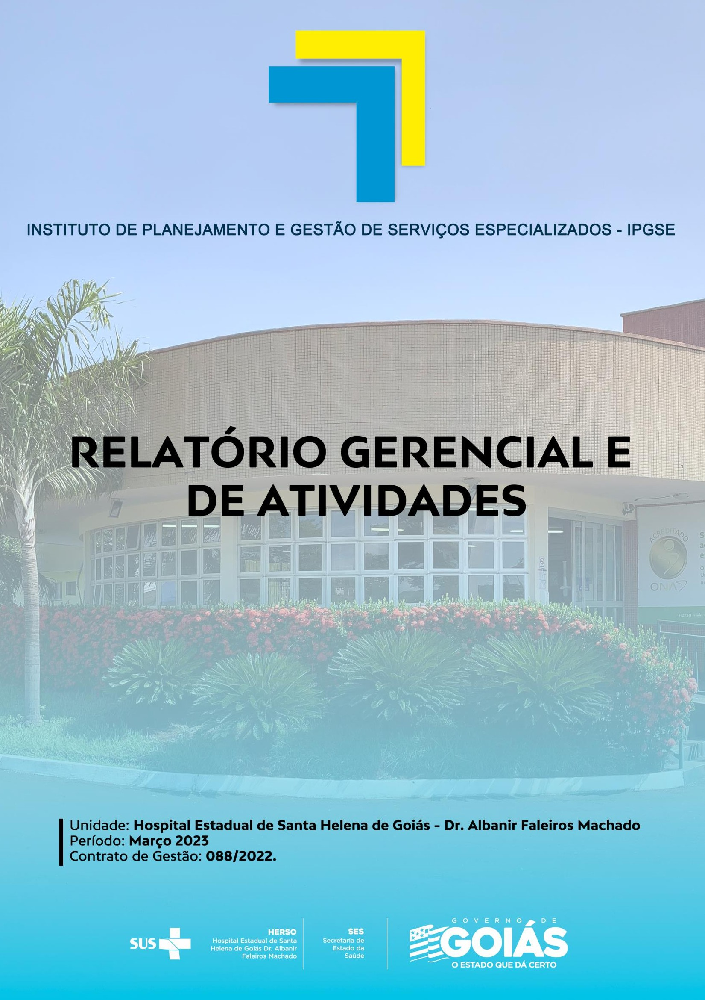 INSTITUTO DE PLANEJAMENTO E GESTÃO DE SERVIÇOS ESPECIALIZADOS - IPGSE
RELATÓRIO GERENCIAL E
DE ATIVIDADES
ACREDITADO
ONA
HURSO
Unidade: Hospital Estadual de Santa Helena de Goiás – Dr. Albanir Faleiros Machado
Período: Março 2023
Contrato de Gestão: 088/2022.
SUS
HERSO
Hospital Estadual de Santa
Helena de Goiás Dr. Albanir
Faleiros Machado
SES
Secretaria de
Estado da
Saúde
GOVERNO DE
GOIÁS
O ESTADO QUE DÁ CERTO